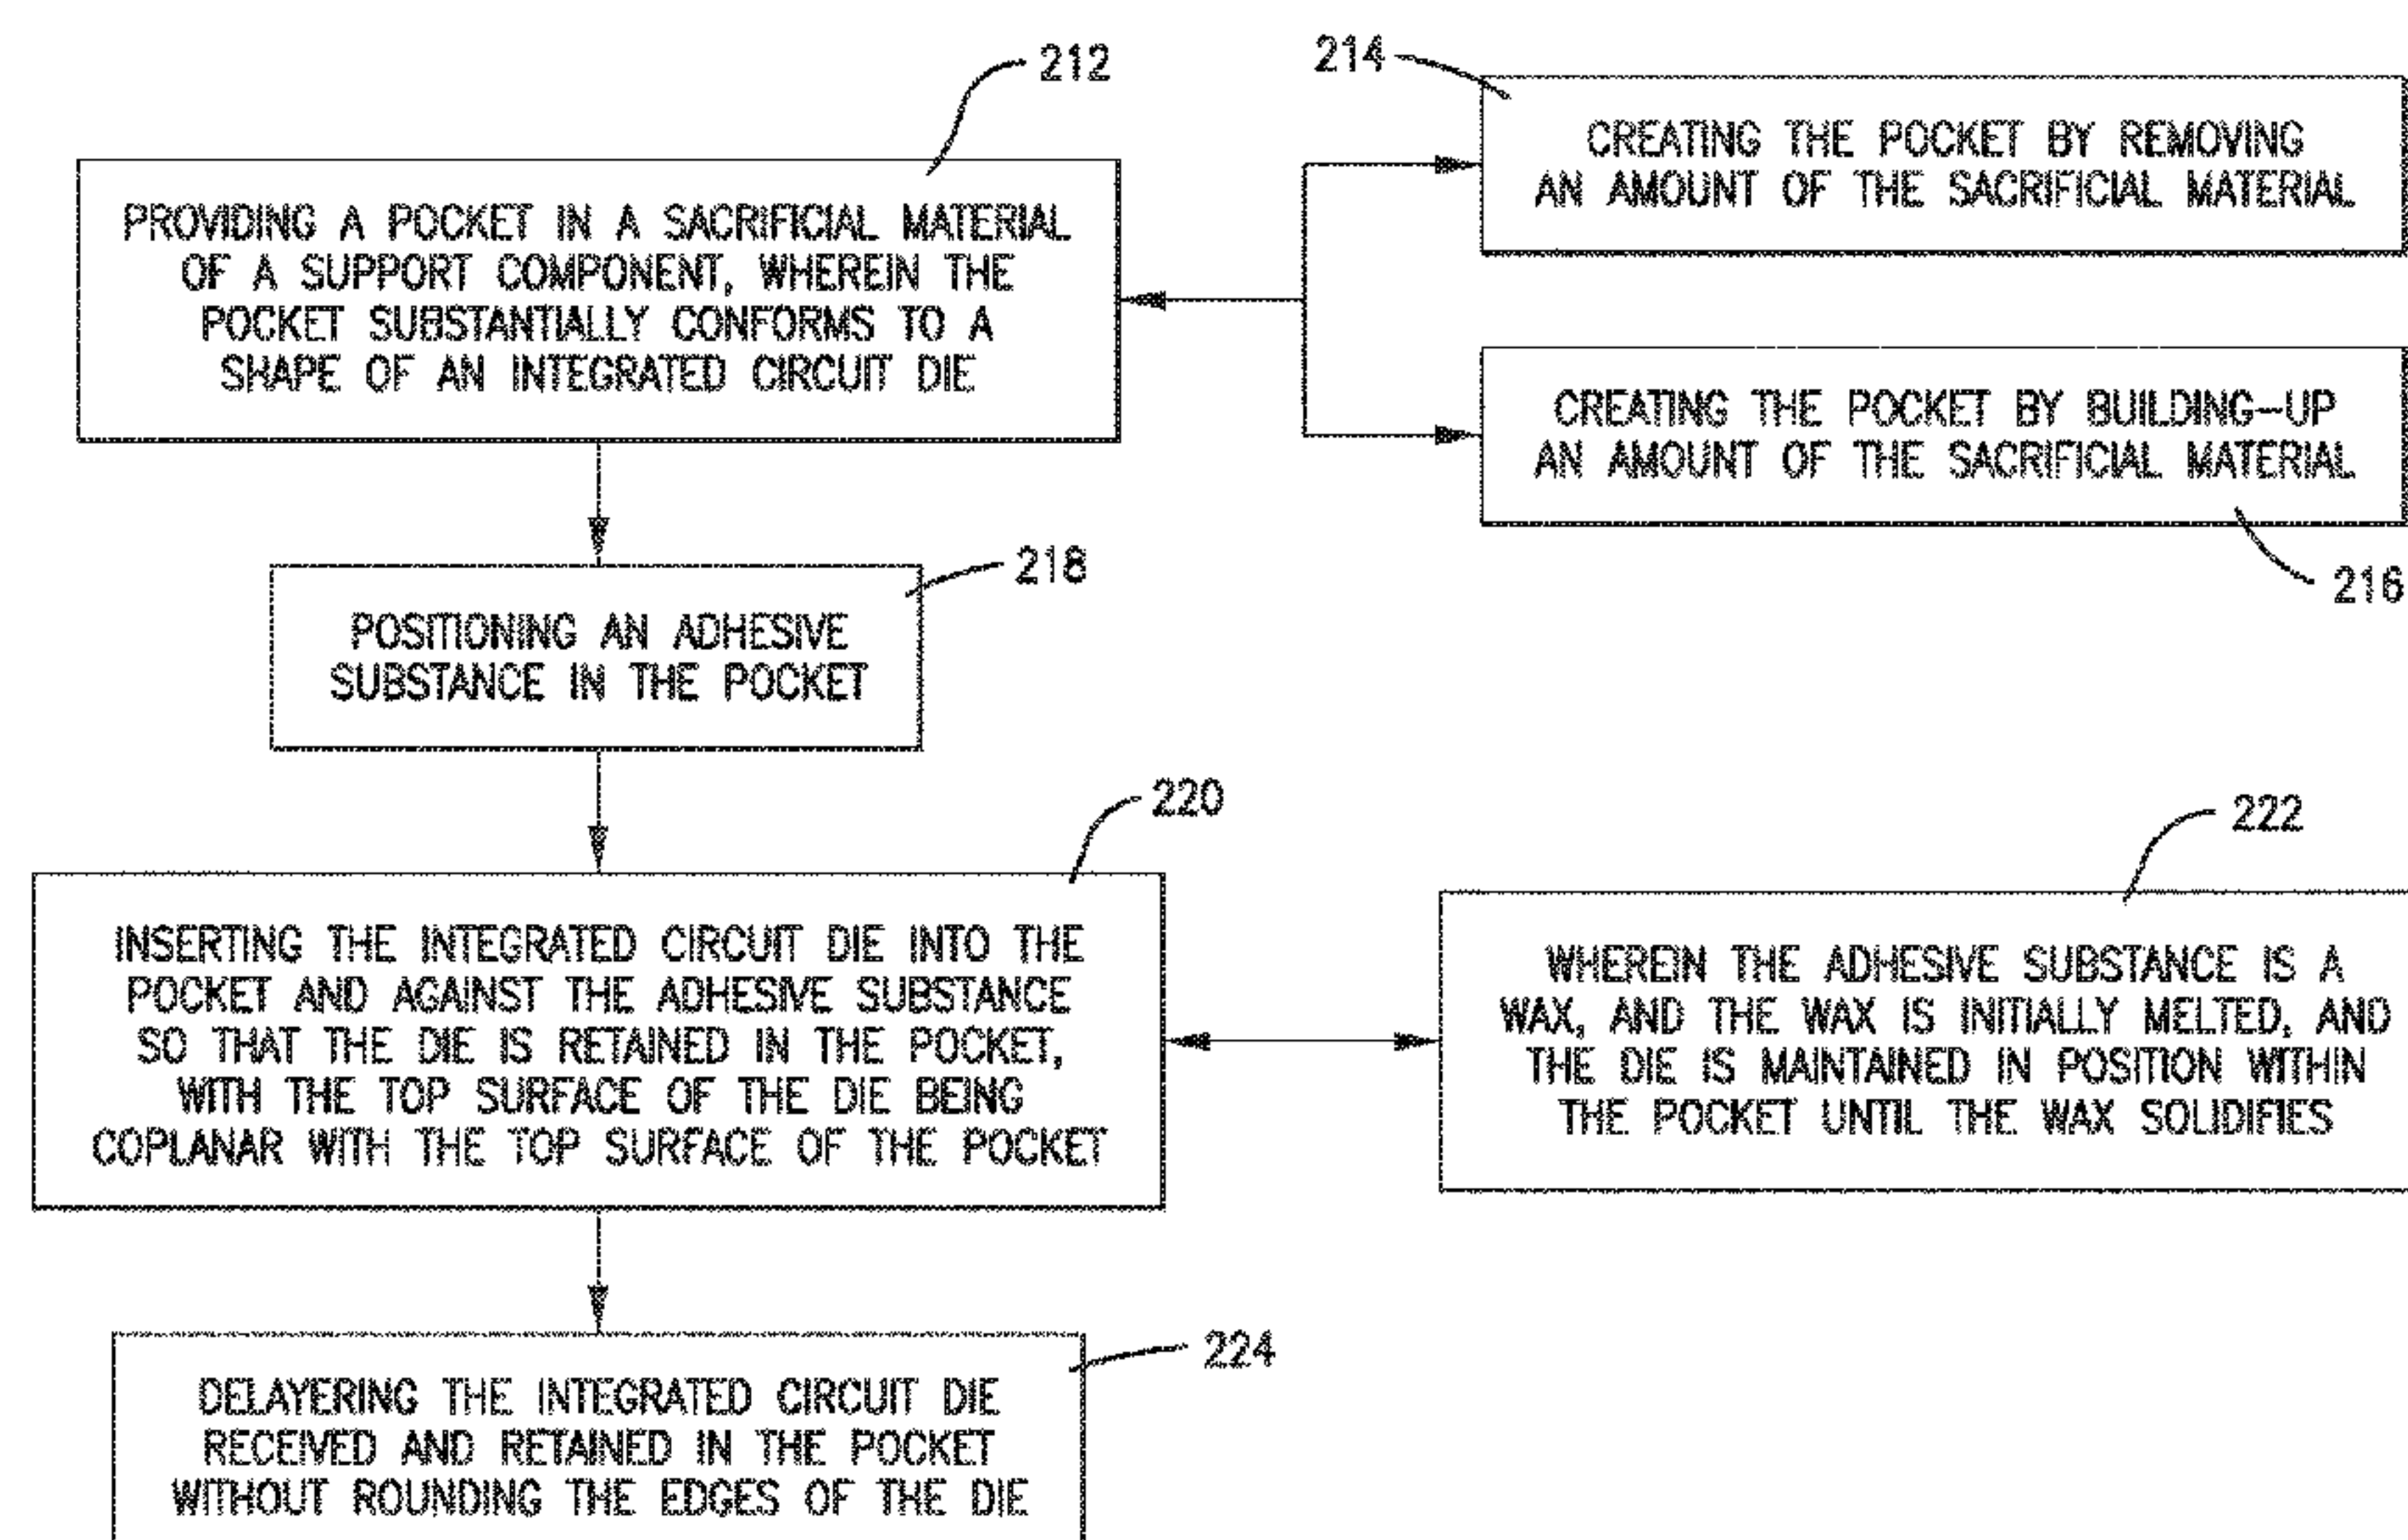 212
PROVIDING A POCKET IN A SACRIFICIAL MATERIAL
OF A SUPPORT COMPONENT, WHEREIN THE
POCKET SUBSTANTIALLY CONFORMS TO A
SHAPE OF AN INTEGRATED CIRCUIT DIE
214
CREATING THE POCKET BY REMOVING
AN AMOUNT OF THE SACRIFICIAL MATERIAL
CREATING THE POCKET BY BUILDING-UP
AN AMOUNT OF THE SACRIFICIAL MATERIAL
216
218
POSITIONING AN ADHESIVE
SUBSTANCE IN THE POCKET
220
INSERTING THE INTEGRATED CIRCUIT DIE INTO THE
POCKET AND AGAINST THE ADHESIVE SUBSTANCE
SO THAT THE DIE IS RETAINED IN THE POCKET,
WITH THE TOP SURFACE OF THE DIE BEING
COPLANAR WITH THE TOP SURFACE OF THE POCKET
222
WHEREIN THE ADHESIVE SUBSTANCE IS A
WAX, AND THE WAX IS INITIALLY MELTED, AND
THE DIE IS MAINTAINED IN POSITION WITHIN
THE POCKET UNTIL THE WAX SOLIDIFIES
224
DELAYERING THE INTEGRATED CIRCUIT DIE
RECEIVED AND RETAINED IN THE POCKET
WITHOUT ROUNDING THE EDGES OF THE DIE